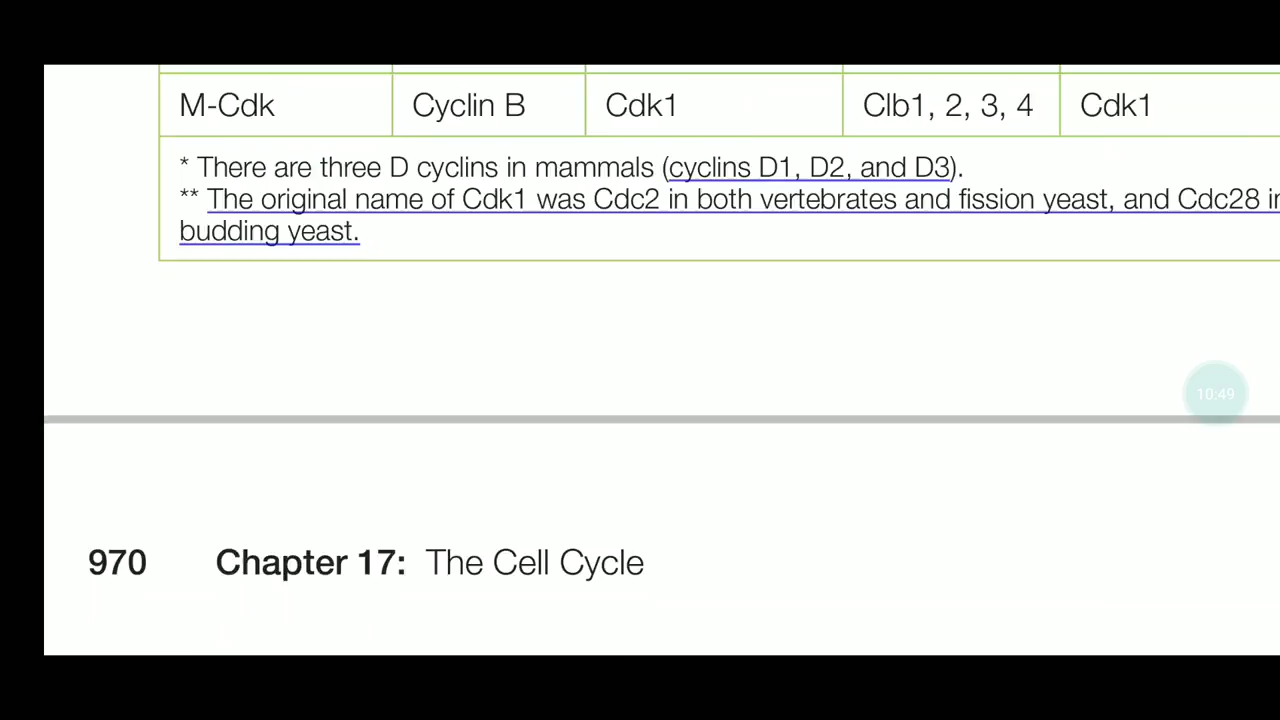 M-Cdk Cyclin B Cdk1 Clb1, 2, 3, 4 Cdk1
* There are three D cyclins in mammals (cyclins D1, D2, and D3).
** The original name of Cdk1 was Cdc2 in both vertebrates and fission yeast, and Cdc28 in
budding yeast.
10:49
970 Chapter 17: The Cell Cycle